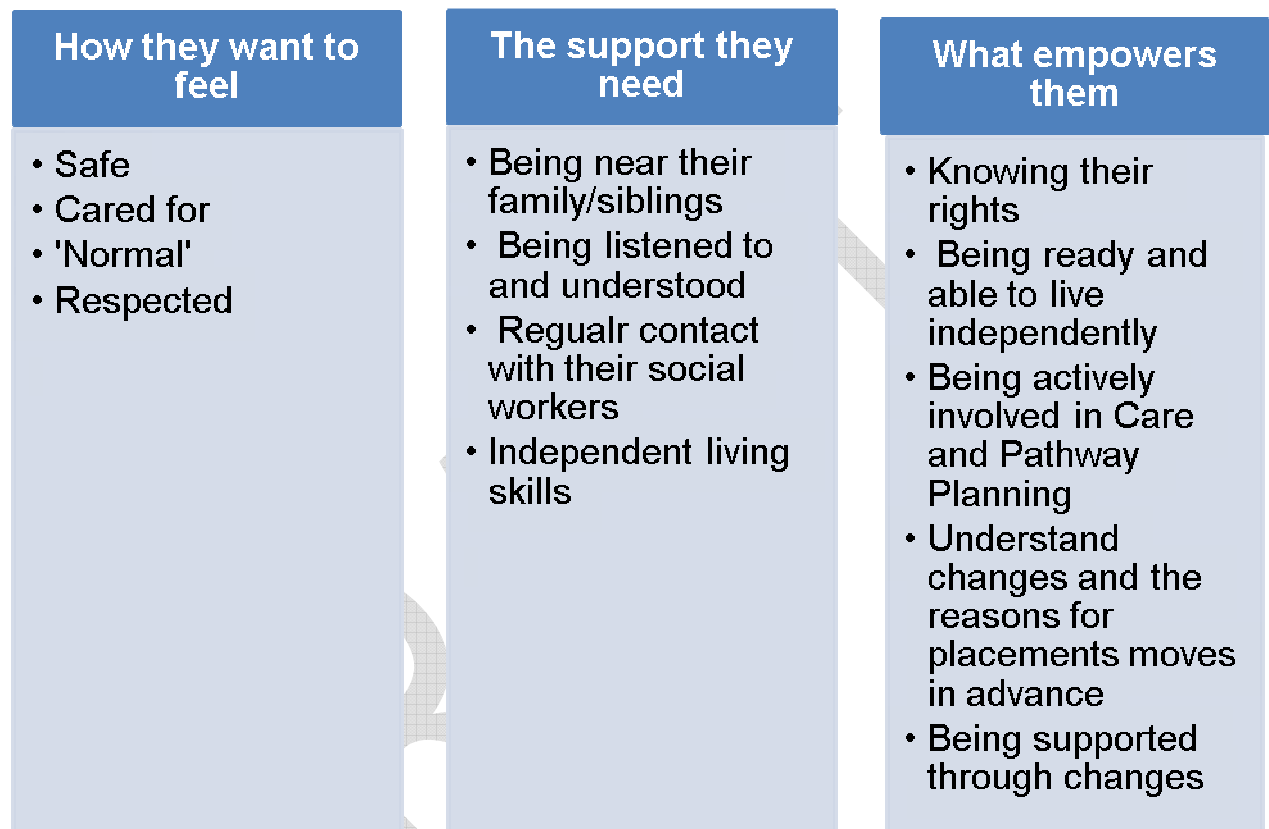 How they want to
feel
• Safe
• Cared for
• 'Normal'
• Respected
The support they
need
• Being near their
family/siblings
• Being listened to
and understood
• Regualr contact
with their social
workers
• Independent living
skills
What empowers
them
• Knowing their
rights
• Being ready and
able to live
independently
• Being actively
involved in Care
and Pathway
Planning
• Understand
changes and the
reasons for
placements moves
in advance
• Being supported
through changes